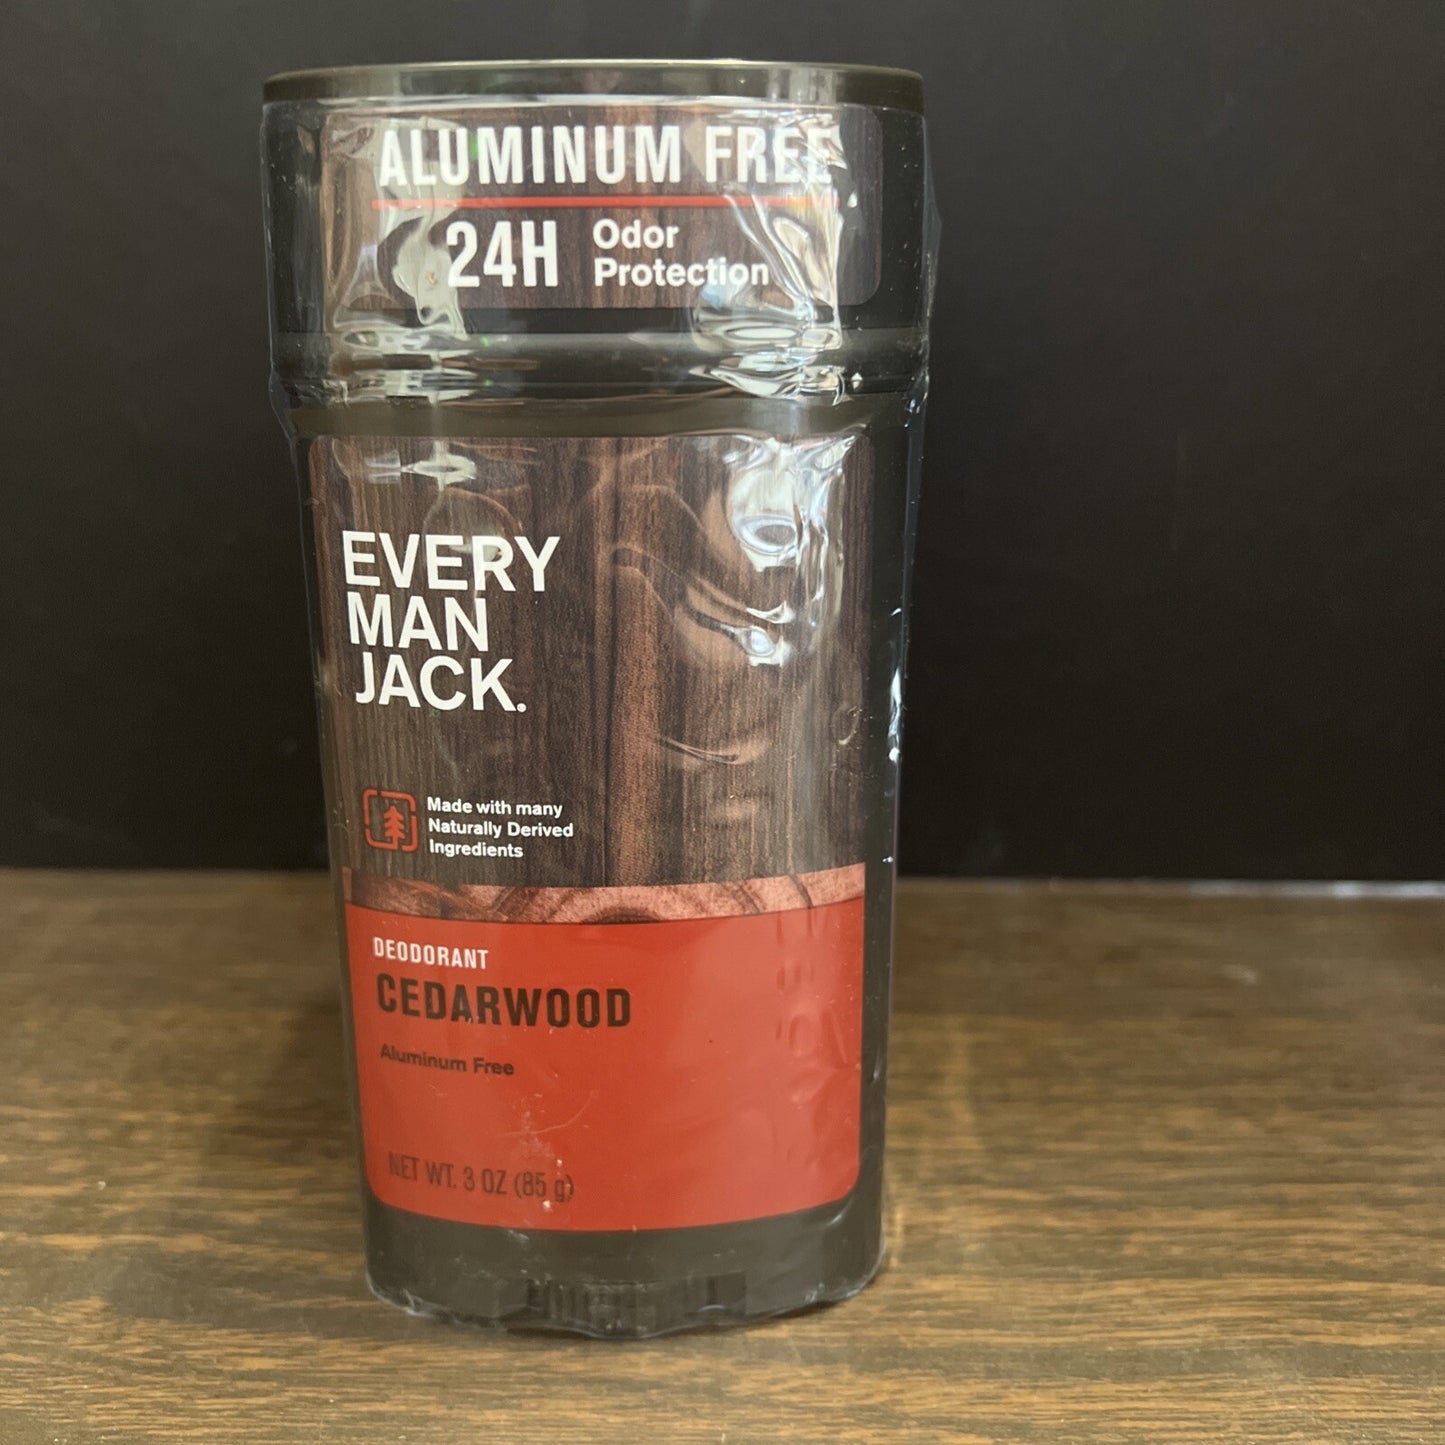 ALUMINUM FREE
24H Odor
Protection
EVERY
MAN
JACK.
Made with many
Naturally Derived
Ingredients
DEODORANT
CEDARWOOD
Aluminum Free
NET WT. 3 OZ (85 g)